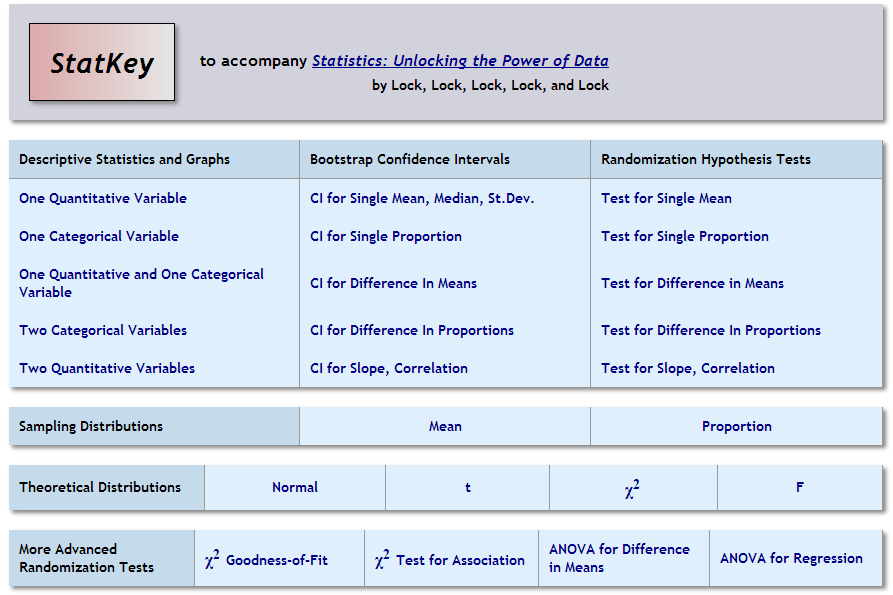 StatKey
to accompany Statistics: Unlocking the Power of Data
by Lock, Lock, Lock, Lock, and Lock
Descriptive Statistics and Graphs
Bootstrap Confidence Intervals
Randomization Hypothesis Tests
One Quantitative Variable
CI for Single Mean, Median, St.Dev.
Test for Single Mean
One Categorical Variable
CI for Single Proportion
Test for Single Proportion
One Quantitative and One Categorical
Variable
CI for Difference In Means
Test for Difference in Means
Two Categorical Variables
CI for Difference In Proportions
Test for Difference In Proportions
Two Quantitative Variables
CI for Slope, Correlation
Test for Slope, Correlation
Sampling Distributions
Mean
Proportion
Theoretical Distributions
Normal
t
χ²
F
More Advanced
Randomization Tests
χ² Goodness-of-Fit
χ² Test for Association
ANOVA for Difference
in Means
ANOVA for Regression